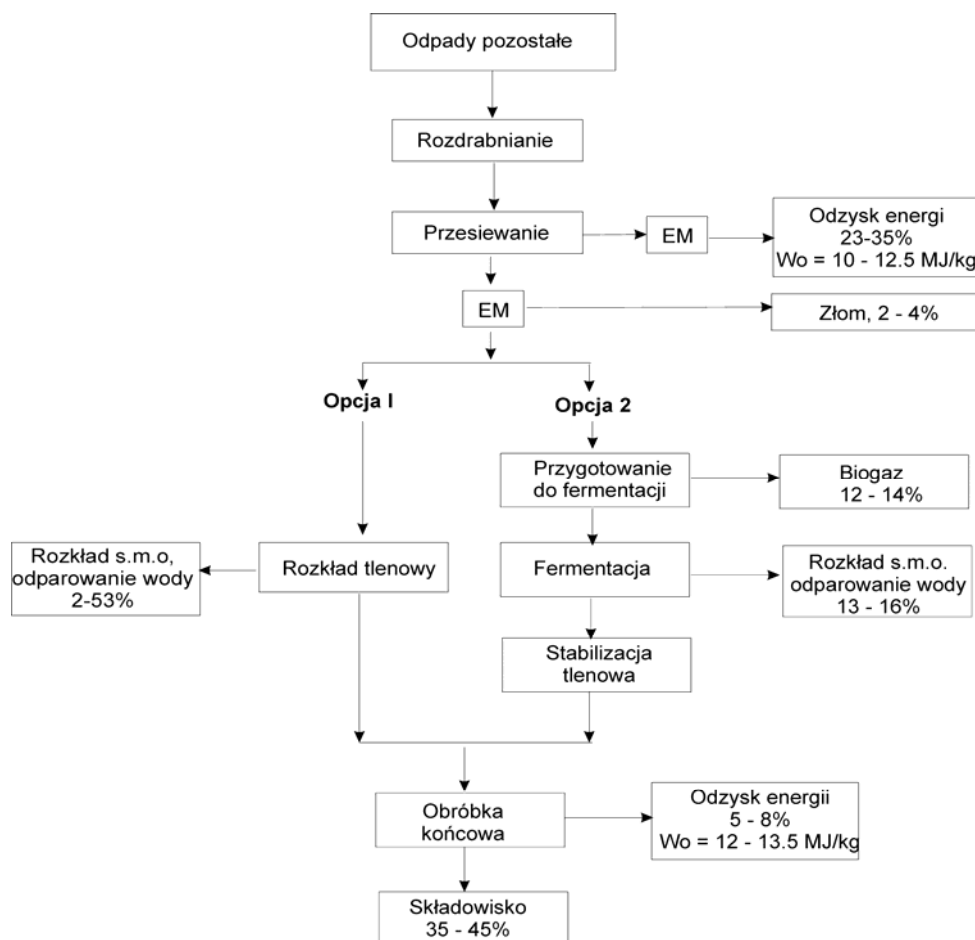 Odpady pozostałe
Rozdrabnianie
Przesiewanie
EM
Odzysk energi
23-35%
Wo = 10 - 12.5 MJ/kg
EM
Złom, 2 - 4%
Opcja I
Opcja 2
Przygotowanie
do fermentacji
Biogaz
12 - 14%
Rozkład s.m.o,
odparowanie wody
2-53%
Rozkład tlenowy
Fermentacja
Rozkład s.m.o.
odparowanie wody
13 - 16%
Stabilizacja
tlenowa
Obróbka
końcowa
Odzysk energii
5 - 8%
Wo = 12 - 13.5 MJ/kg
Składowisko
35 - 45%